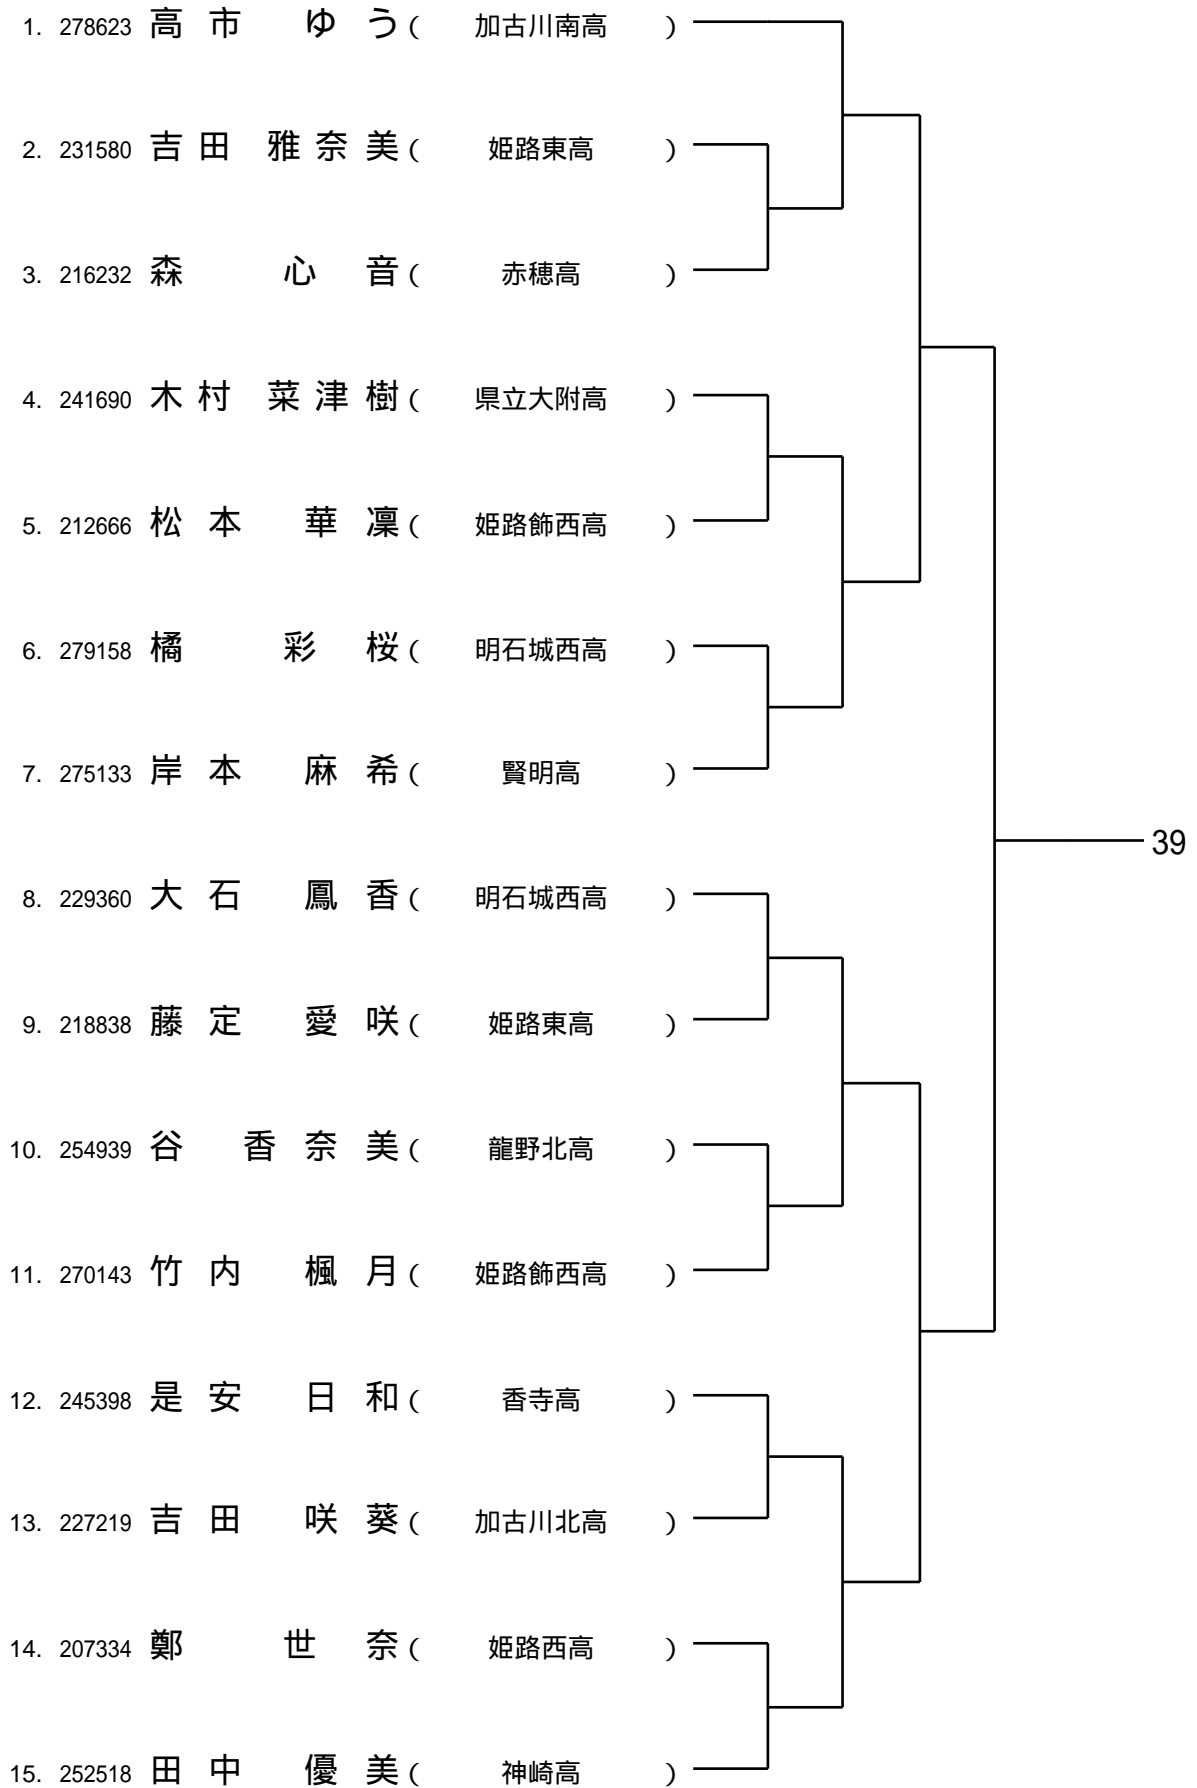 1. 278623 高市 ゆう ( 加古川南高 )
2. 231580 吉田 雅奈美 ( 姫路東高 )
3. 216232 森 心音 ( 赤穂高 )
4. 241690 木村 菜津樹 ( 県立大附高 )
5. 212666 松本 華凜 ( 姫路飾西高 )
6. 279158 橘 彩桜 ( 明石城西高 )
7. 275133 岸本 麻希 ( 賢明高 )
39
8. 229360 大石 鳳香 ( 明石城西高 )
9. 218838 藤定 愛咲 ( 姫路東高 )
10. 254939 谷 香奈美 ( 龍野北高 )
11. 270143 竹内 楓月 ( 姫路飾西高 )
12. 245398 是安 日和 ( 香寺高 )
13. 227219 吉田 咲葵 ( 加古川北高 )
14. 207334 鄭 世奈 ( 姫路西高 )
15. 252518 田中 優美 ( 神崎高 )